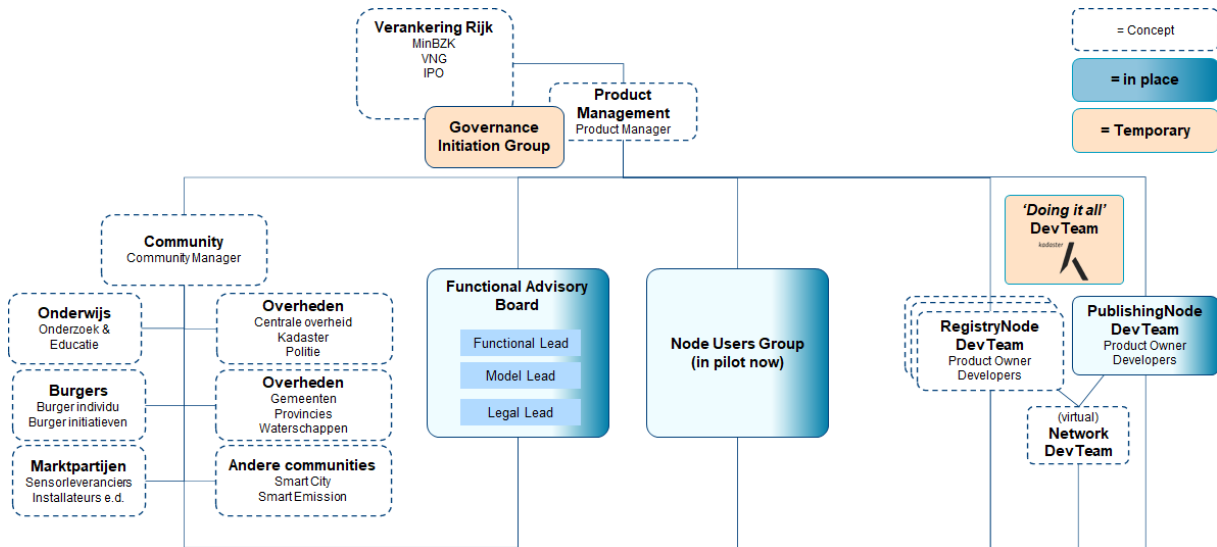 Verankering Rijk
MinBZK
VNG
IPO
Product
Management
Product Manager
Governance
Initiation Group
= Concept
= in place
= Temporary
Community
Community Manager
Onderwijs
Onderzoek &
Educatie
Overheden
Centrale overheid
Kadaster
Politie
Burgers
Burger individu
Burger initiatieven
Overheden
Gemeenten
Provincies
Waterschappen
Marktpartijen
Sensorleveranciers
Installateurs e.d.
Andere communities
Smart City
Smart Emission
Functional Advisory
Board
Functional Lead
Model Lead
Legal Lead
Node Users Group
(in pilot now)
‘Doing it all’
DevTeam
kadaster
RegistryNode
DevTeam
Product Owner
Developers
PublishingNode
DevTeam
Product Owner
Developers
(virtual)
Network
DevTeam